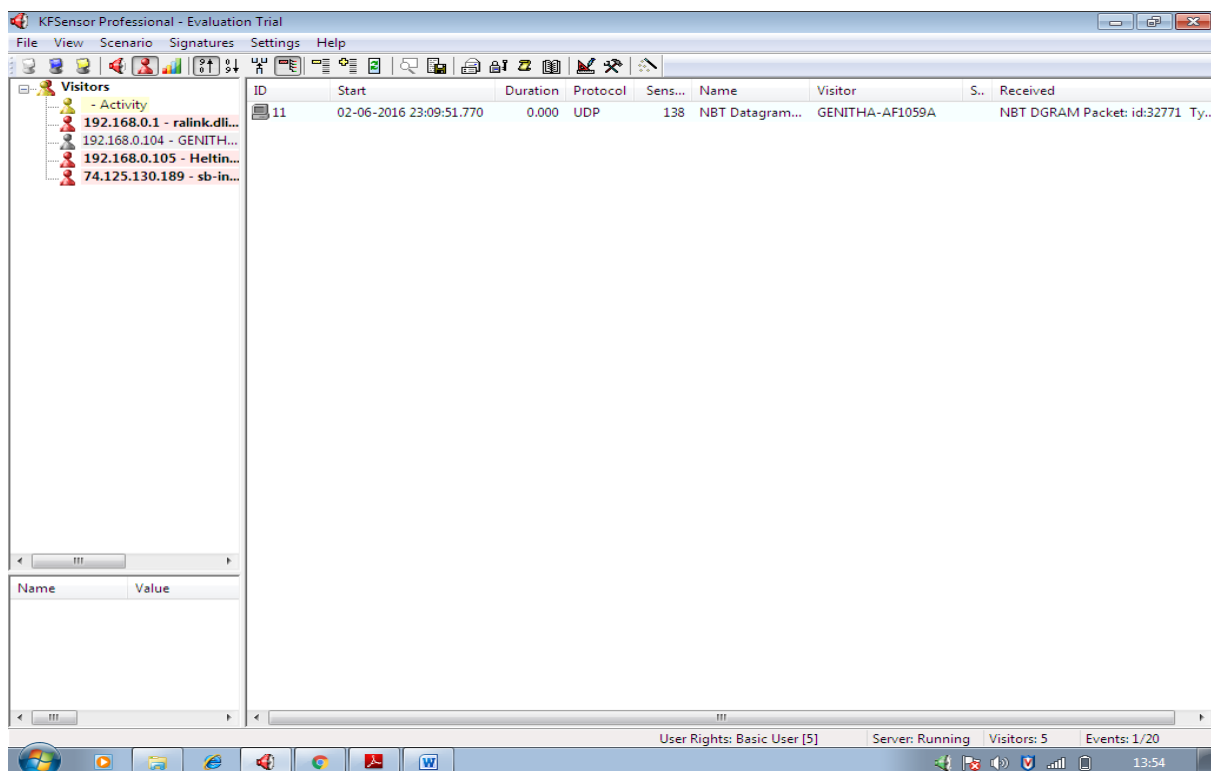 KFSensor Professional - Evaluation Trial
File View Scenario Signatures Settings Help
Visitors
- Activity
192.168.0.1 - ralink.dli...
192.168.0.104 - GENITH...
192.168.0.105 - Heltin...
74.125.130.189 - sb-in...
ID Start Duration Protocol Sens... Name Visitor S.. Received
11 02-06-2016 23:09:51.770 0.000 UDP 138 NBT Datagram... GENITHA-AF1059A NBT DGRAM Packet: id:32771 Ty..
Name Value
User Rights: Basic User [5] Server: Running Visitors: 5 Events: 1/20
13:54